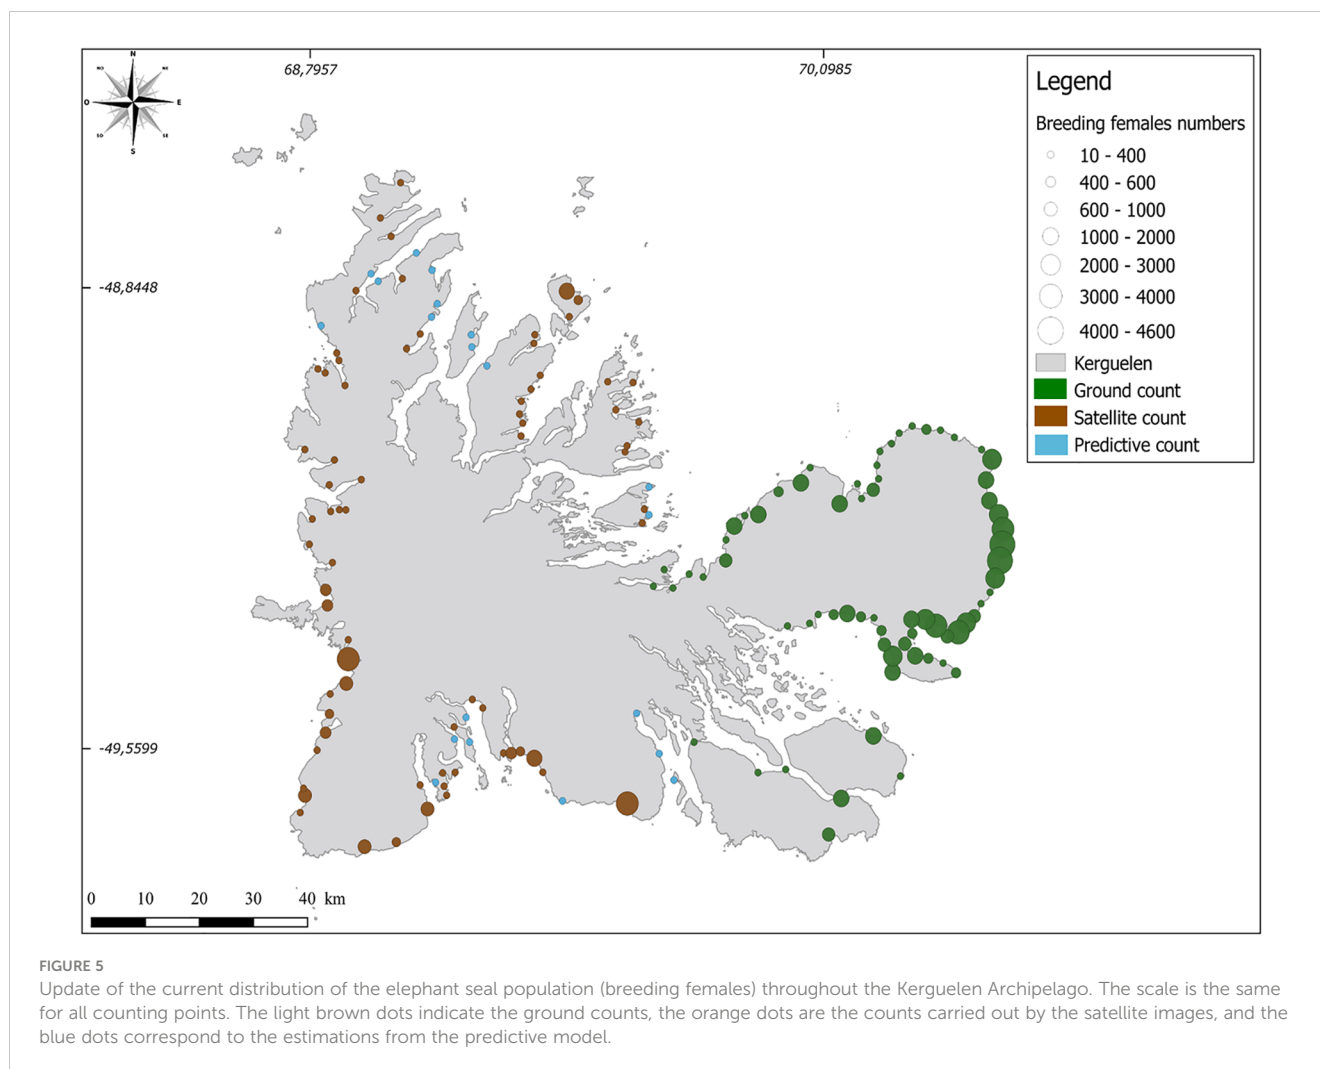 68,7957
70,0985
N
NO
NE
O
E
SO
SE
S
-48,8448
-49,5599
Legend
Breeding females numbers
10 - 400
400 - 600
600 - 1000
1000 - 2000
2000 - 3000
3000 - 4000
4000 - 4600
Kerguelen
Ground count
Satellite count
Predictive count
0 10 20 30 40 km
FIGURE 5
Update of the current distribution of the elephant seal population (breeding females) throughout the Kerguelen Archipelago. The scale is the same
for all counting points. The light brown dots indicate the ground counts, the orange dots are the counts carried out by the satellite images, and the
blue dots correspond to the estimations from the predictive model.